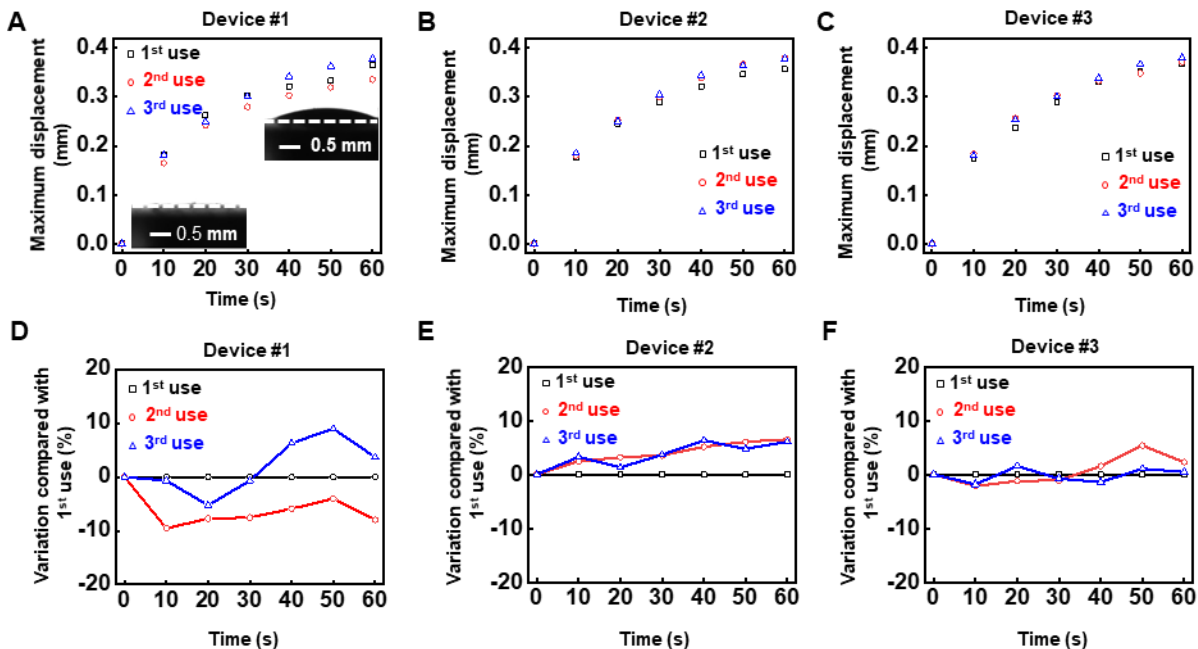 A
Device #1
Maximum displacement
(mm)
0.4
0.3
0.2
0.1
0.0
1st use
2nd use
3rd use
0.5 mm
0.5 mm
0 10 20 30 40 50 60
Time (s)
B
Device #2
Maximum displacement
(mm)
0.4
0.3
0.2
0.1
0.0
1st use
2nd use
3rd use
0 10 20 30 40 50 60
Time (s)
C
Device #3
Maximum displacement
(mm)
0.4
0.3
0.2
0.1
0.0
1st use
2nd use
3rd use
0 10 20 30 40 50 60
Time (s)
D
Device #1
Variation compared with
1st use (%)
20
10
0
-10
-20
1st use
2nd use
3rd use
0 10 20 30 40 50 60
Time (s)
E
Device #2
Variation compared with
1st use (%)
20
10
0
-10
-20
1st use
2nd use
3rd use
0 10 20 30 40 50 60
Time (s)
F
Device #3
Variation compared with
1st use (%)
20
10
0
-10
-20
1st use
2nd use
3rd use
0 10 20 30 40 50 60
Time (s)